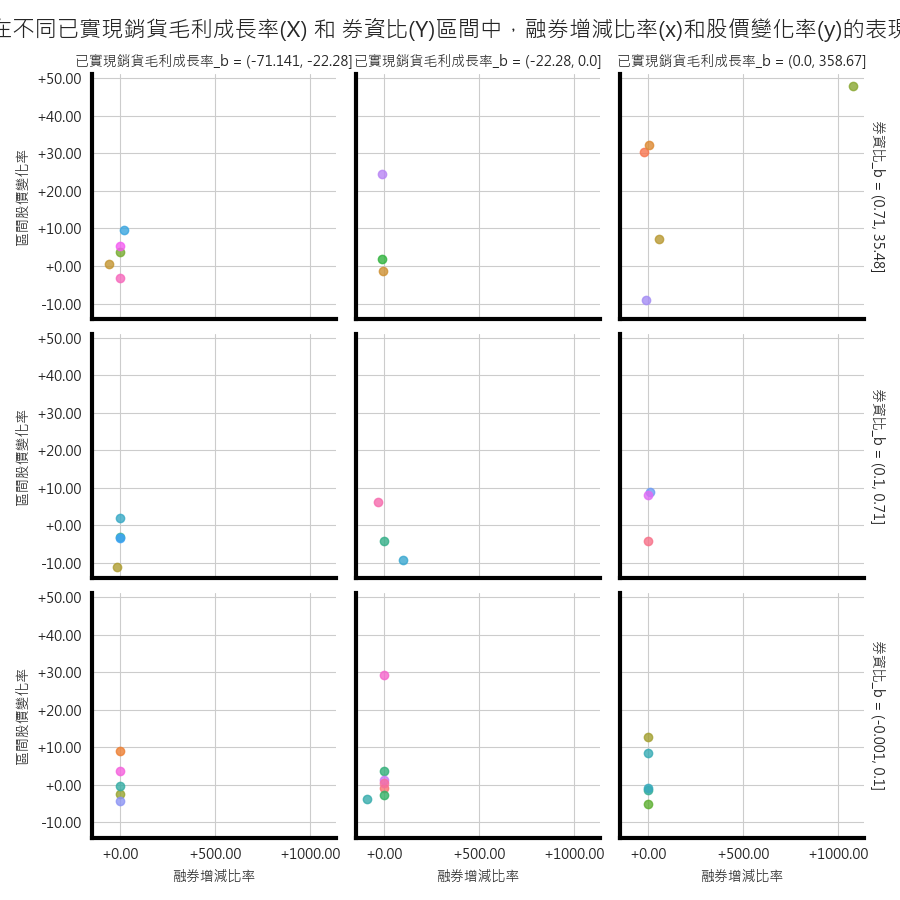 在不同已實現銷貨毛利成長率(X) 和 券資比(Y)區間中，融券增減比率(x)和股價變化率(y)的表現
已實現銷貨毛利成長率_b = (-71.141, -22.28]
已實現銷貨毛利成長率_b = (-22.28, 0.0]
已實現銷貨毛利成長率_b = (0.0, 358.67]
+50.00
+40.00
+30.00
+20.00
+10.00
+0.00
-10.00
區間股價變化率
券資比_b = (0.71, 35.48]
+50.00
+40.00
+30.00
+20.00
+10.00
+0.00
-10.00
區間股價變化率
券資比_b = (0.1, 0.71]
+50.00
+40.00
+30.00
+20.00
+10.00
+0.00
-10.00
區間股價變化率
券資比_b = (-0.001, 0.1]
+0.00 +500.00 +1000.00
+0.00 +500.00 +1000.00
+0.00 +500.00 +1000.00
融券增減比率
融券增減比率
融券增減比率